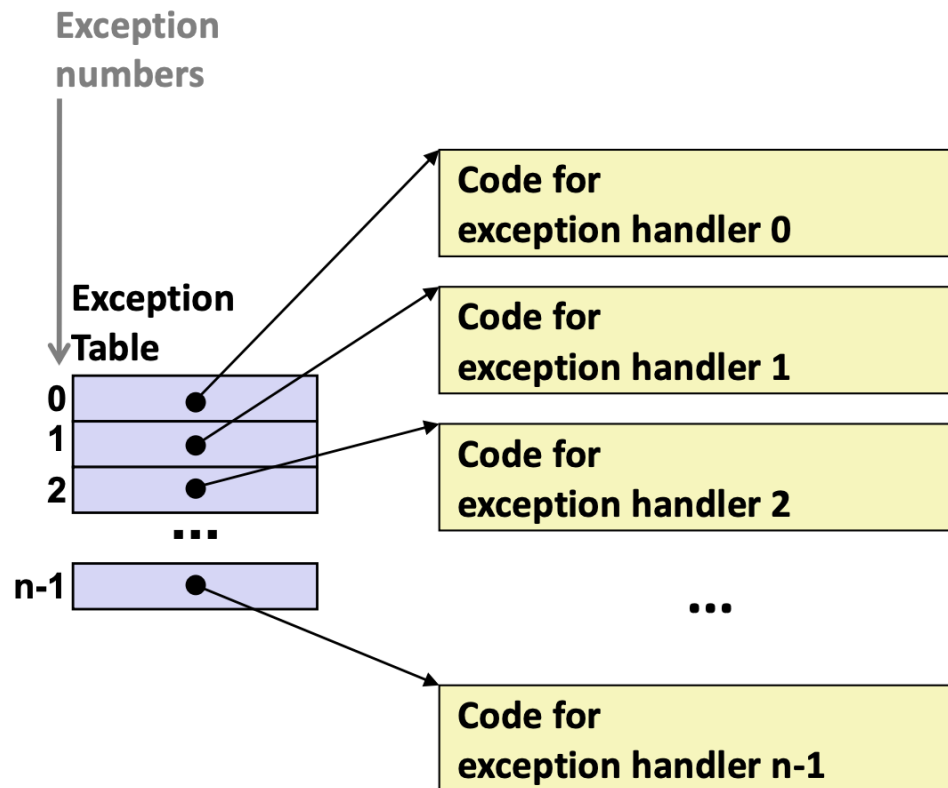 Exception
numbers
Exception
Table
0
1
2
...
n-1
Code for
exception handler 0
Code for
exception handler 1
Code for
exception handler 2
...
Code for
exception handler n-1